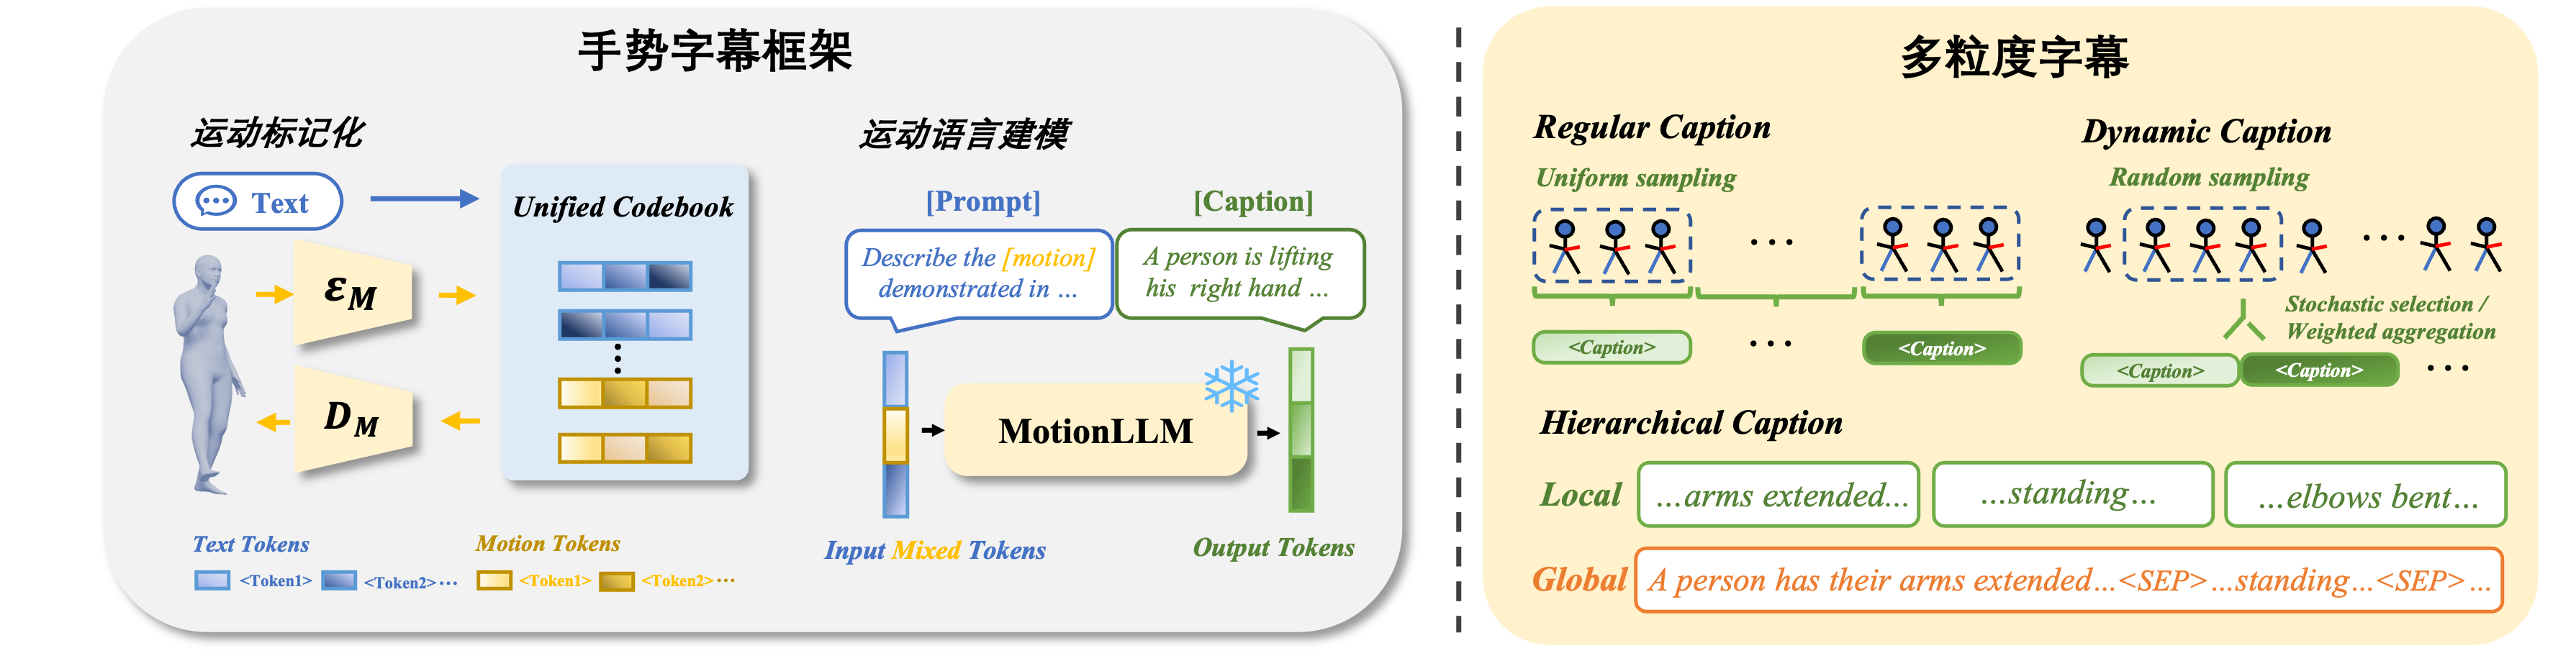 手势字幕框架
运动标记化
Text
Unified Codebook
ℰM
DM
Text Tokens
<Token1> <Token2>…
Motion Tokens
<Token1> <Token2>…
运动语言建模
[Prompt]
Describe the [motion]
demonstrated in …
[Caption]
A person is lifting
his right hand …
MotionLLM
Input Mixed Tokens
Output Tokens
多粒度字幕
Regular Caption
Uniform sampling
…
<Caption> … <Caption>
Dynamic Caption
Random sampling
…
Stochastic selection /
Weighted aggregation
<Caption> <Caption> …
Hierarchical Caption
Local …arms extended… …standing… …elbows bent…
Global A person has their arms extended…<SEP>…standing…<SEP>…